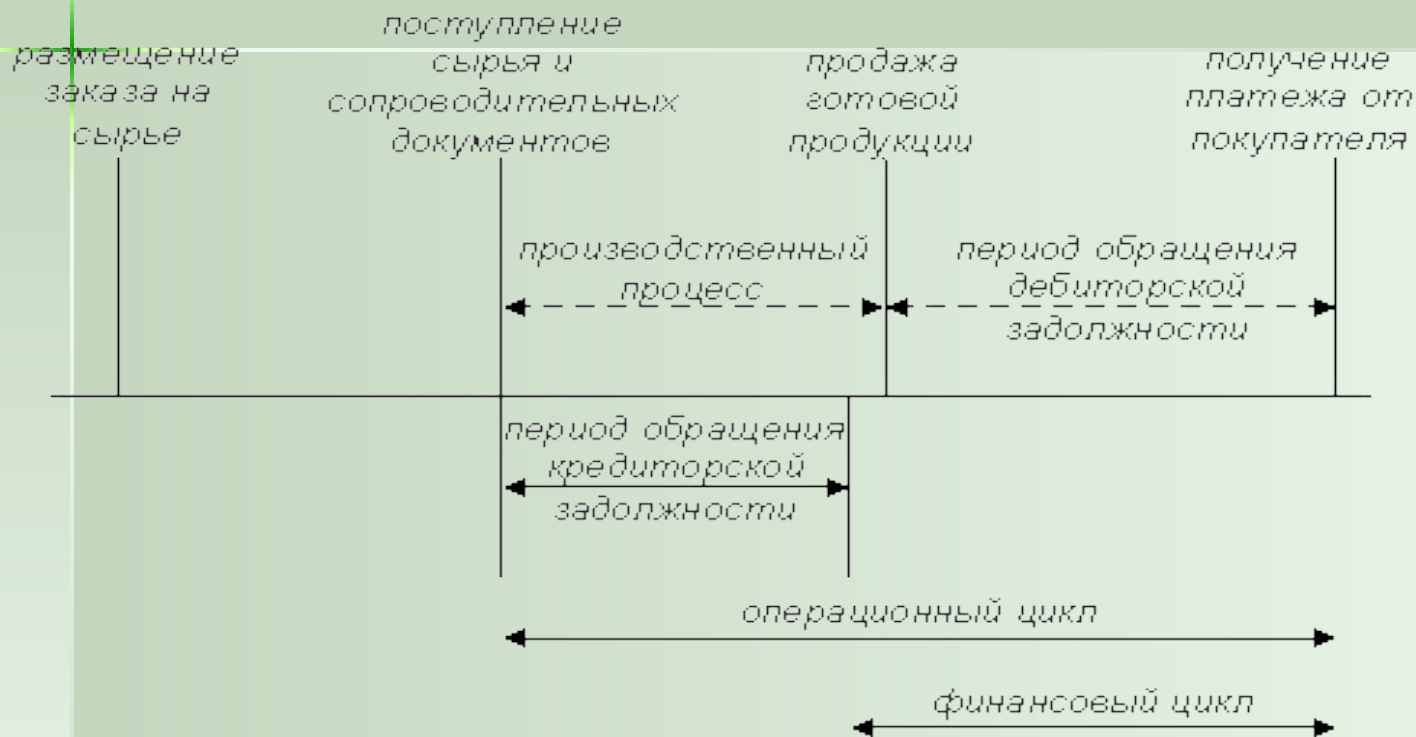 размещение
заказа на
сырье
поступление
сырья и
сопроводительных
документов
продажа
готовой
продукции
получение
платежа от
покупателя
производственный
процесс
период обращения
дебиторской
задолжности
период обращения
кредиторской
задолжности
операционный цикл
финансовый цикл